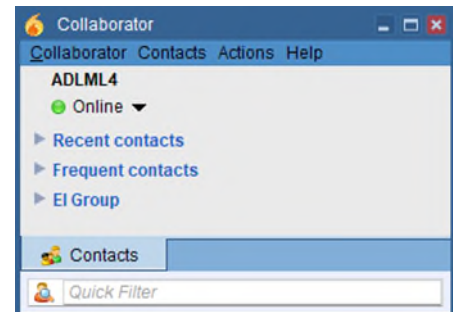 Collaborator
Collaborator Contacts Actions Help
ADLML4
Online
Recent contacts
Frequent contacts
EI Group
Contacts
Quick Filter